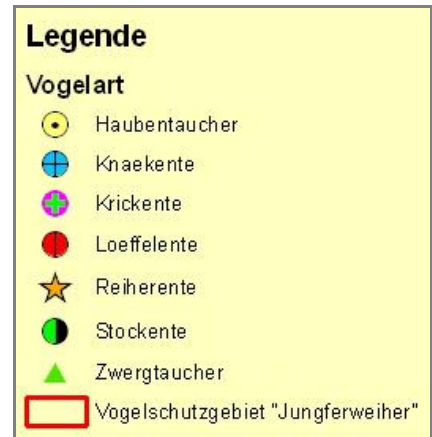 Legende
Vogelart
Haubentaucher
Knaekente
Krickente
Loeffelente
Reiherente
Stockente
Zwergtaucher
Vogelschutzgebiet "Jungferweiher"